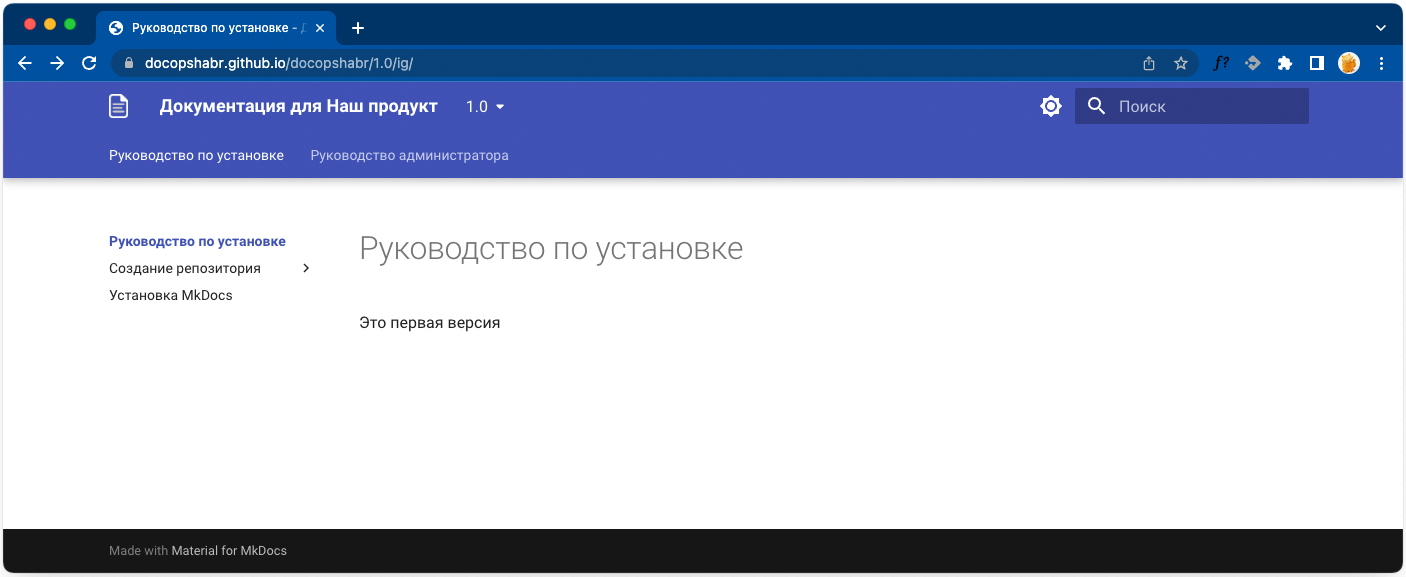 Руководство по установке - Д
docopshabr.github.io/docopshabr/1.0/ig/
f?
Документация для Наш продукт 1.0 Поиск
Руководство по установке Руководство администратора
Руководство по установке
Создание репозитория
Установка MkDocs
Руководство по установке
Это первая версия
Made with Material for MkDocs